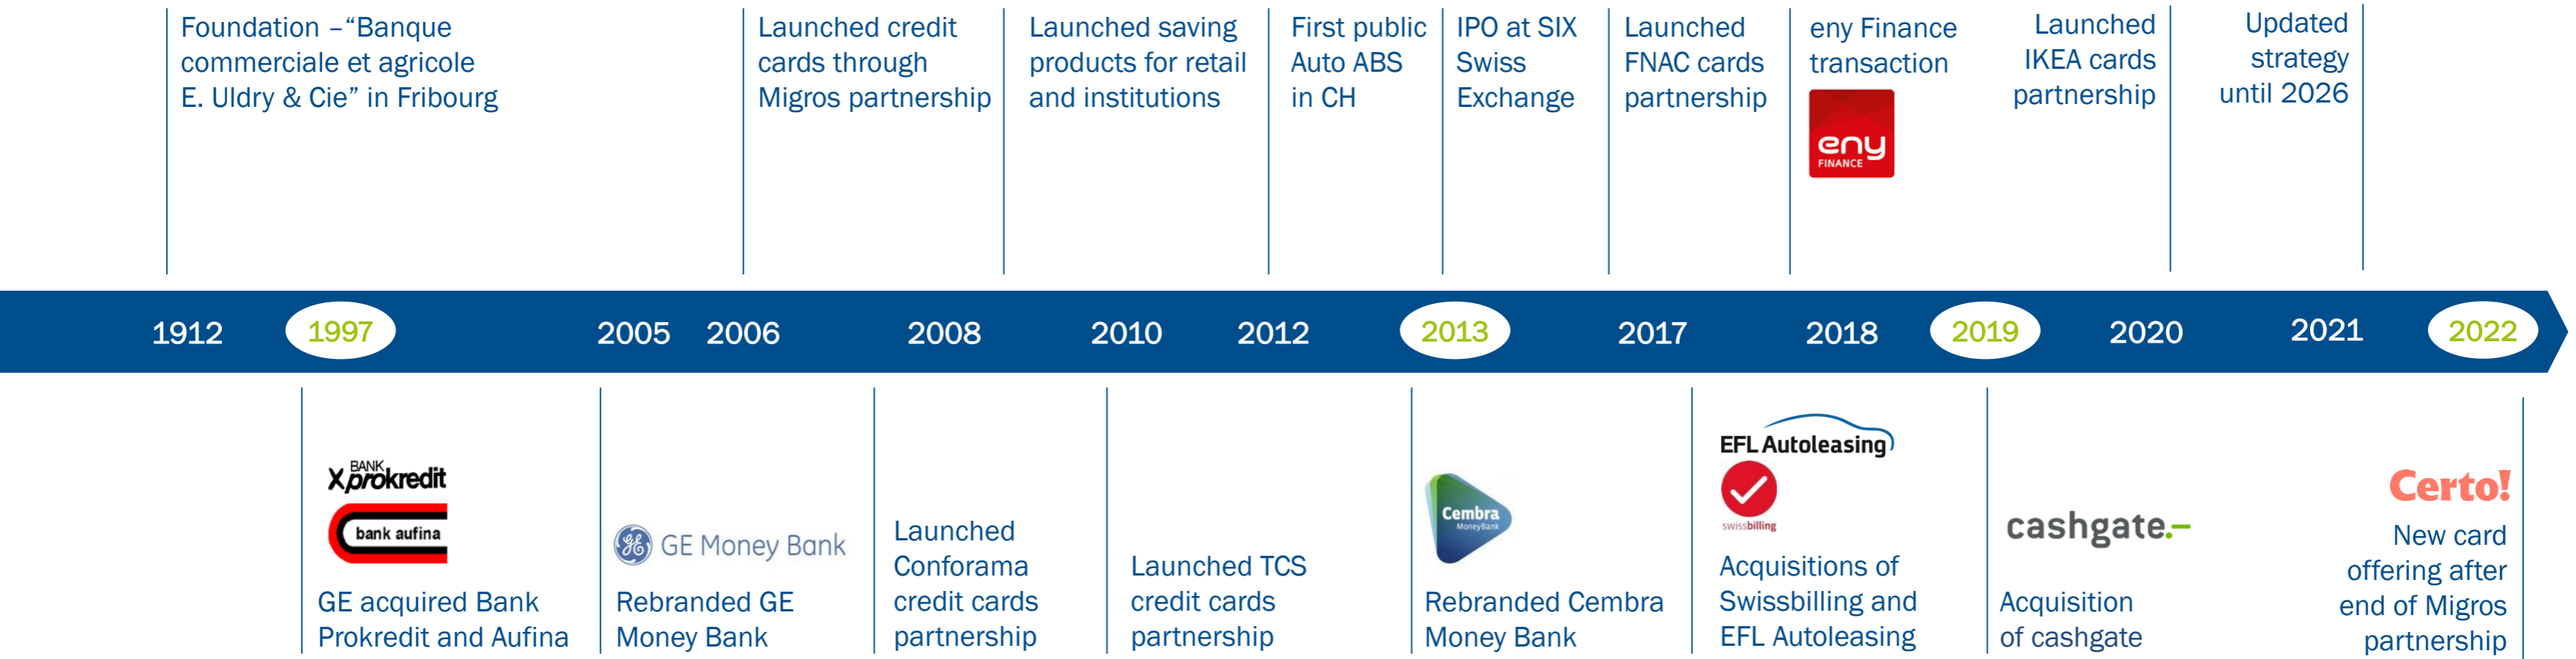 Foundation –“Banque
commerciale et agricole
E. Uldry & Cie” in Fribourg
Launched credit
cards through
Migros partnership
Launched saving
products for retail
and institutions
First public
Auto ABS
in CH
IPO at SIX
Swiss
Exchange
Launched
FNAC cards
partnership
eny Finance
transaction
eny
FINANCE
Launched
IKEA cards
partnership
Updated
strategy
until 2026
1912 1997 2005 2006 2008 2010 2012 2013 2017 2018 2019 2020 2021 2022
BANK
Xprokredit
bank aufina
GE acquired Bank
Prokredit and Aufina
GE GE Money Bank
Rebranded GE
Money Bank
Launched
Conforama
credit cards
partnership
Launched TCS
credit cards
partnership
Cembra
MoneyBank
Rebranded Cembra
Money Bank
EFL Autoleasing
swissbilling
Acquisitions of
Swissbilling and
EFL Autoleasing
cashgate.–
Acquisition
of cashgate
Certo!
New card
offering after
end of Migros
partnership